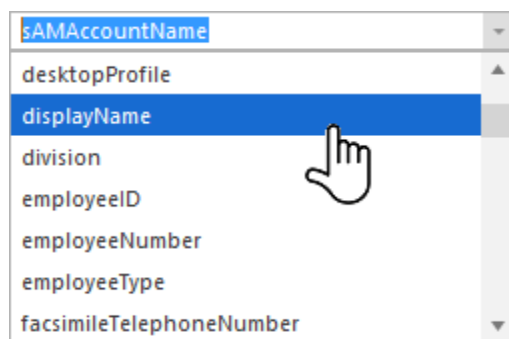 sAMAccountName
desktopProfile
displayName
division
employeeID
employeeNumber
employeeType
facsimileTelephoneNumber